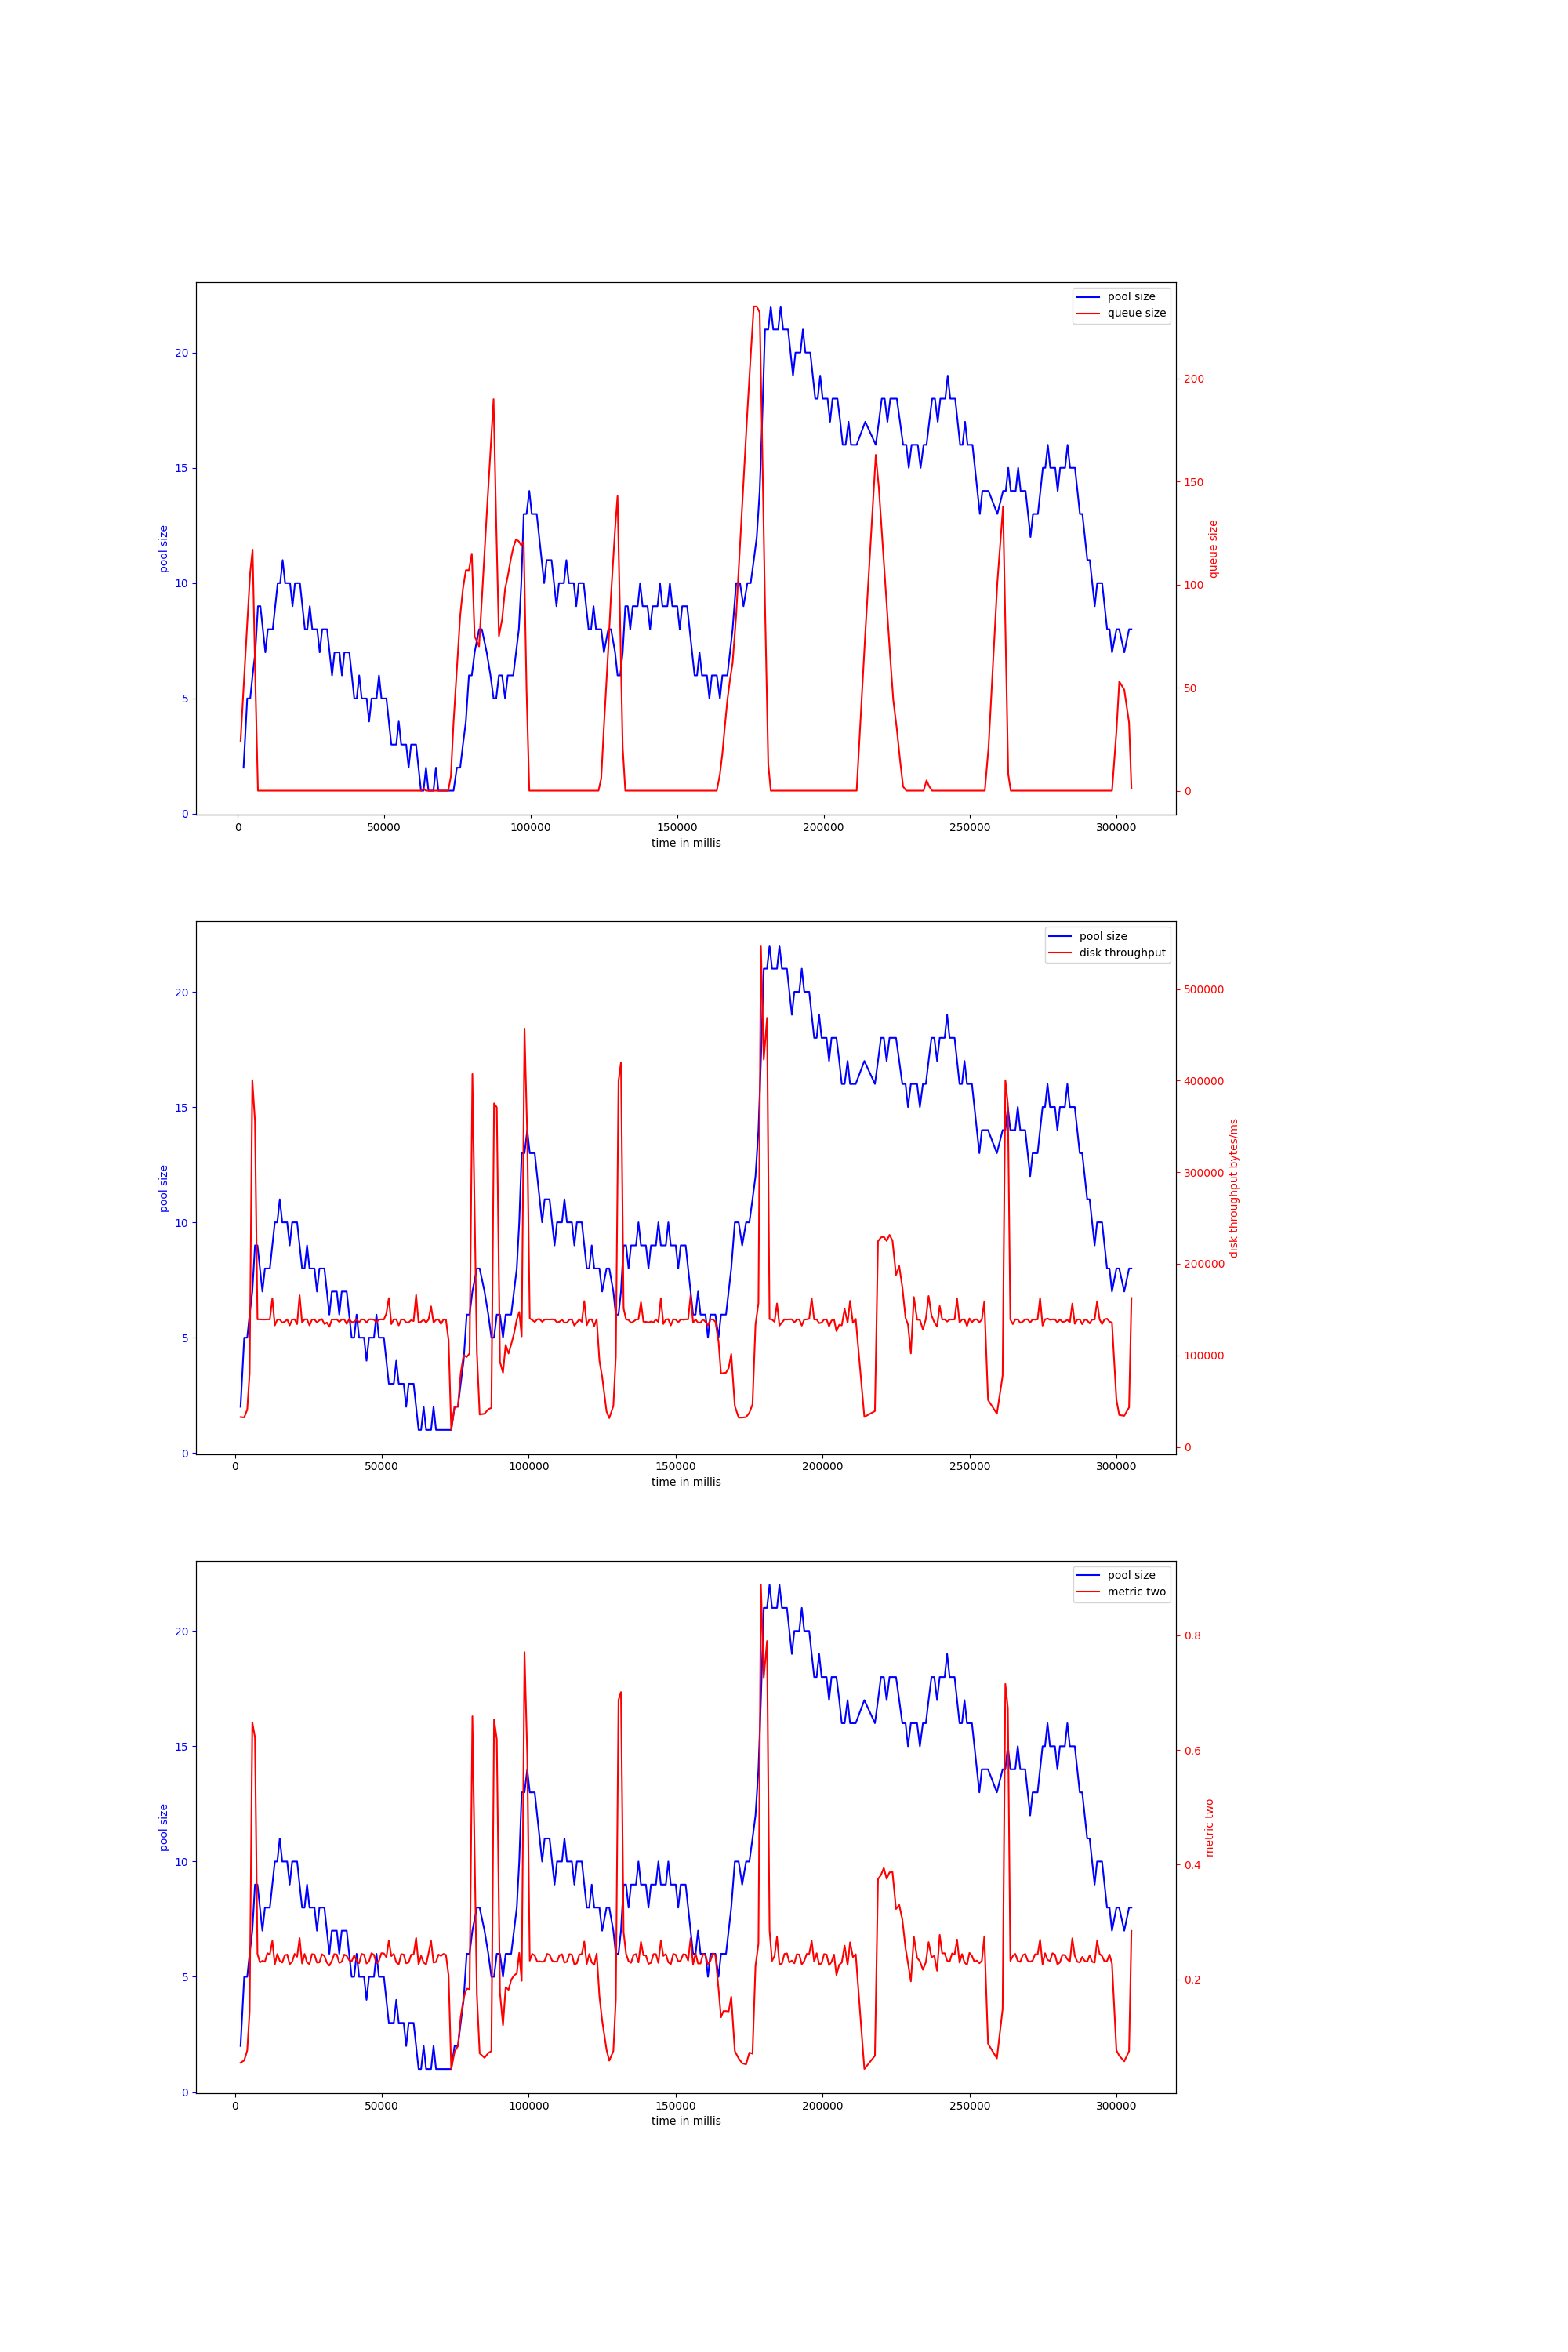 pool size
queue size
20
15
10
5
0
pool size
200
150
100
50
0
queue size
0 50000 100000 150000 200000 250000 300000
time in millis
pool size
disk throughput
20
15
10
5
0
pool size
500000
400000
300000
200000
100000
0
disk throughput bytes/ms
0 50000 100000 150000 200000 250000 300000
time in millis
pool size
metric two
20
15
10
5
0
pool size
0.8
0.6
0.4
0.2
metric two
0 50000 100000 150000 200000 250000 300000
time in millis